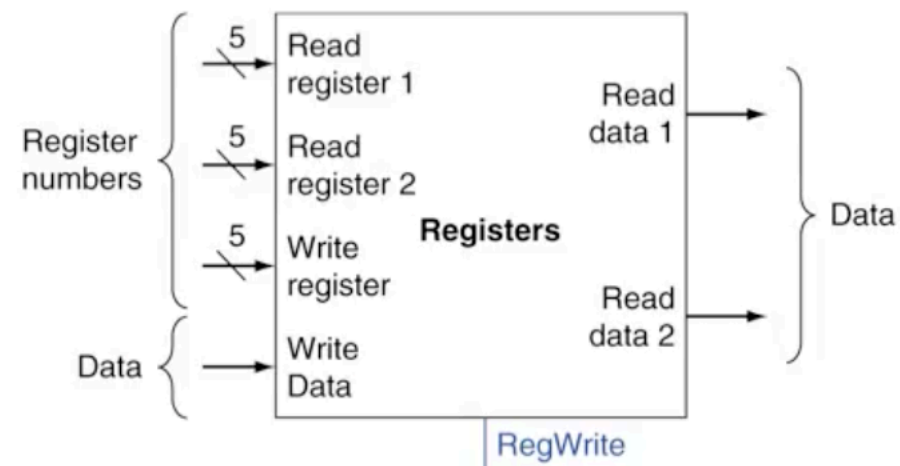 Register
numbers
Data
5
Read
register 1
5
Read
register 2
5
Write
register
Write
Data
Registers
Read
data 1
Read
data 2
Data
RegWrite